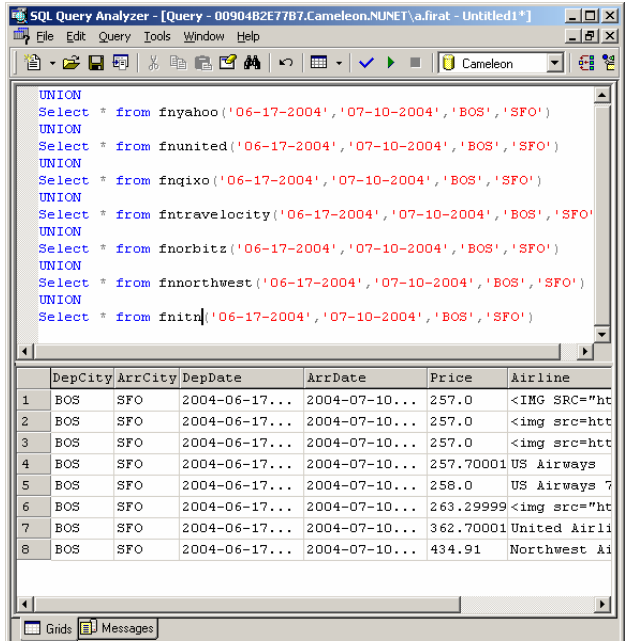 SQL Query Analyzer - [Query - 00904B2E77B7.Cameleon.NUNET\a.firat - Untitled1*]
File Edit Query Tools Window Help
Cameleon
UNION
Select * from fnyahoo('06-17-2004','07-10-2004','BOS','SFO')
UNION
Select * from fnunited('06-17-2004','07-10-2004','BOS','SFO')
UNION
Select * from fnqixo('06-17-2004','07-10-2004','BOS','SFO')
UNION
Select * from fntravelocity('06-17-2004','07-10-2004','BOS','SFO'
UNION
Select * from fnorbitz('06-17-2004','07-10-2004','BOS','SFO')
UNION
Select * from fnnorthwest('06-17-2004','07-10-2004','BOS','SFO')
UNION
Select * from fnitn('06-17-2004','07-10-2004','BOS','SFO')
DepCity ArrCity DepDate ArrDate Price Airline
1 BOS SFO 2004-06-17... 2004-07-10... 257.0 <IMG SRC="htt
2 BOS SFO 2004-06-17... 2004-07-10... 257.0 <img src=htt
3 BOS SFO 2004-06-17... 2004-07-10... 257.0 <img src=htt
4 BOS SFO 2004-06-17... 2004-07-10... 257.70001 US Airways
5 BOS SFO 2004-06-17... 2004-07-10... 258.0 US Airways 7
6 BOS SFO 2004-06-17... 2004-07-10... 263.29999 <img src="ht
7 BOS SFO 2004-06-17... 2004-07-10... 362.70001 United Airli
8 BOS SFO 2004-06-17... 2004-07-10... 434.91 Northwest Ai
Grids Messages